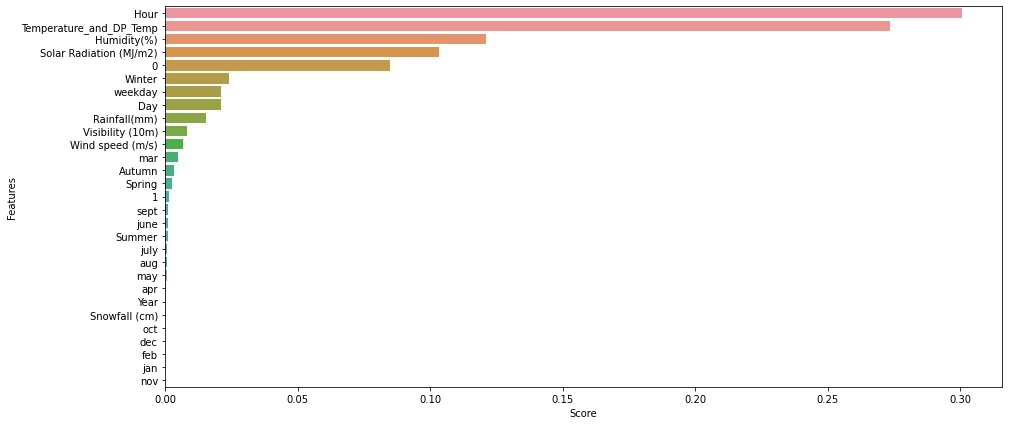 Hour
Temperature_and_DP_Temp
Humidity(%)
Solar Radiation (MJ/m2)
0
Winter
weekday
Day
Rainfall(mm)
Visibility (10m)
Wind speed (m/s)
mar
Autumn
Spring
1
sept
june
Summer
july
aug
may
apr
Year
Snowfall (cm)
oct
dec
feb
jan
nov
Features
0.00 0.05 0.10 0.15 0.20 0.25 0.30
Score